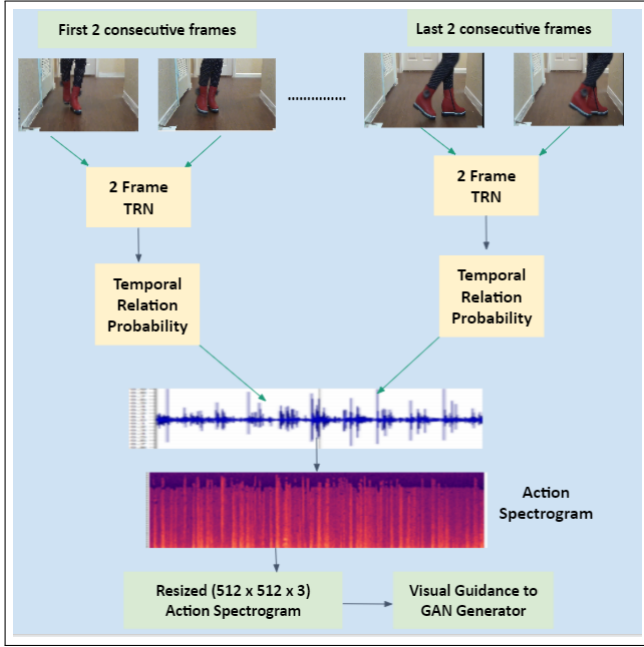 First 2 consecutive frames
Last 2 consecutive frames
...............
2 Frame
TRN
2 Frame
TRN
Temporal
Relation
Probability
Temporal
Relation
Probability
Action
Spectrogram
Resized (512 x 512 x 3)
Action Spectrogram
Visual Guidance to
GAN Generator